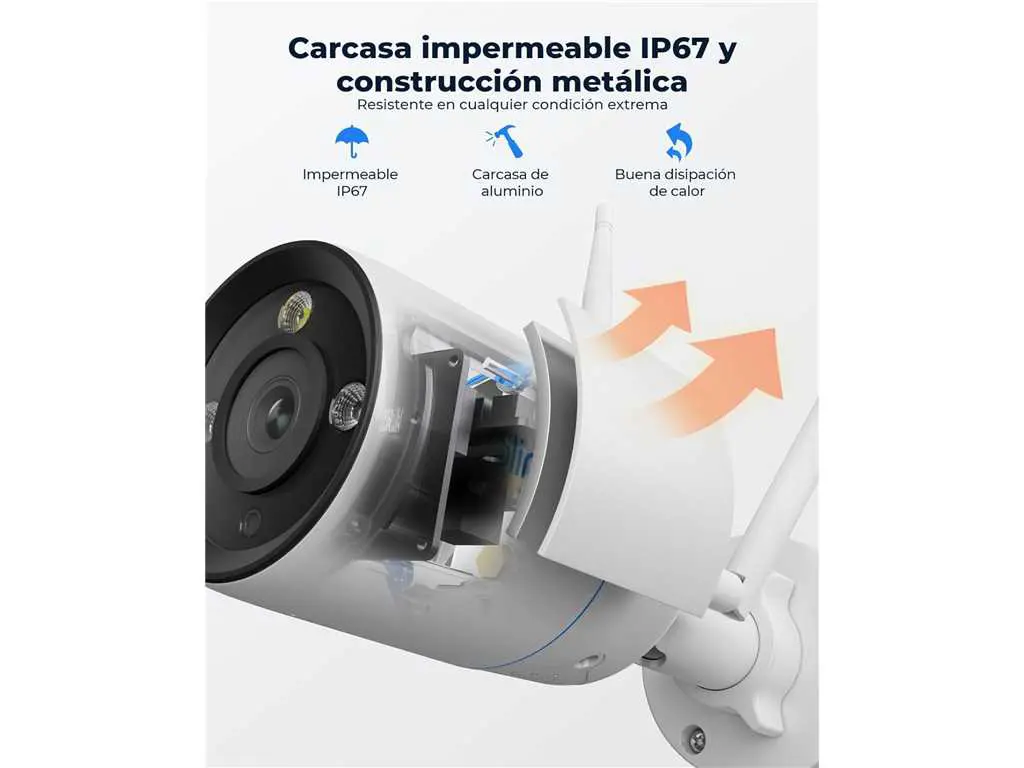 Carcasa impermeable IP67 y
construcción metálica
Resistente en cualquier condición extrema
Impermeable
IP67
Carcasa de
aluminio
Buena disipación
de calor